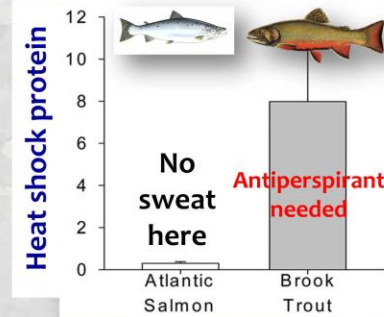 Heat shock protein
12
10
8
6
4
2
0
No
sweat
here
Antiperspirant
needed
Atlantic
Salmon
Brook
Trout